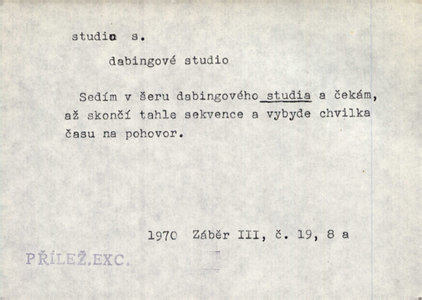 studio s.
dabingové studio
Sedím v šeru dabingového studia a čekám,
až skončí tahle sekvence a vybyde chvilka
času na pohovor.
1970 Záběr III, č. 19, 8 a
PŘÍLEŽ.EXC.